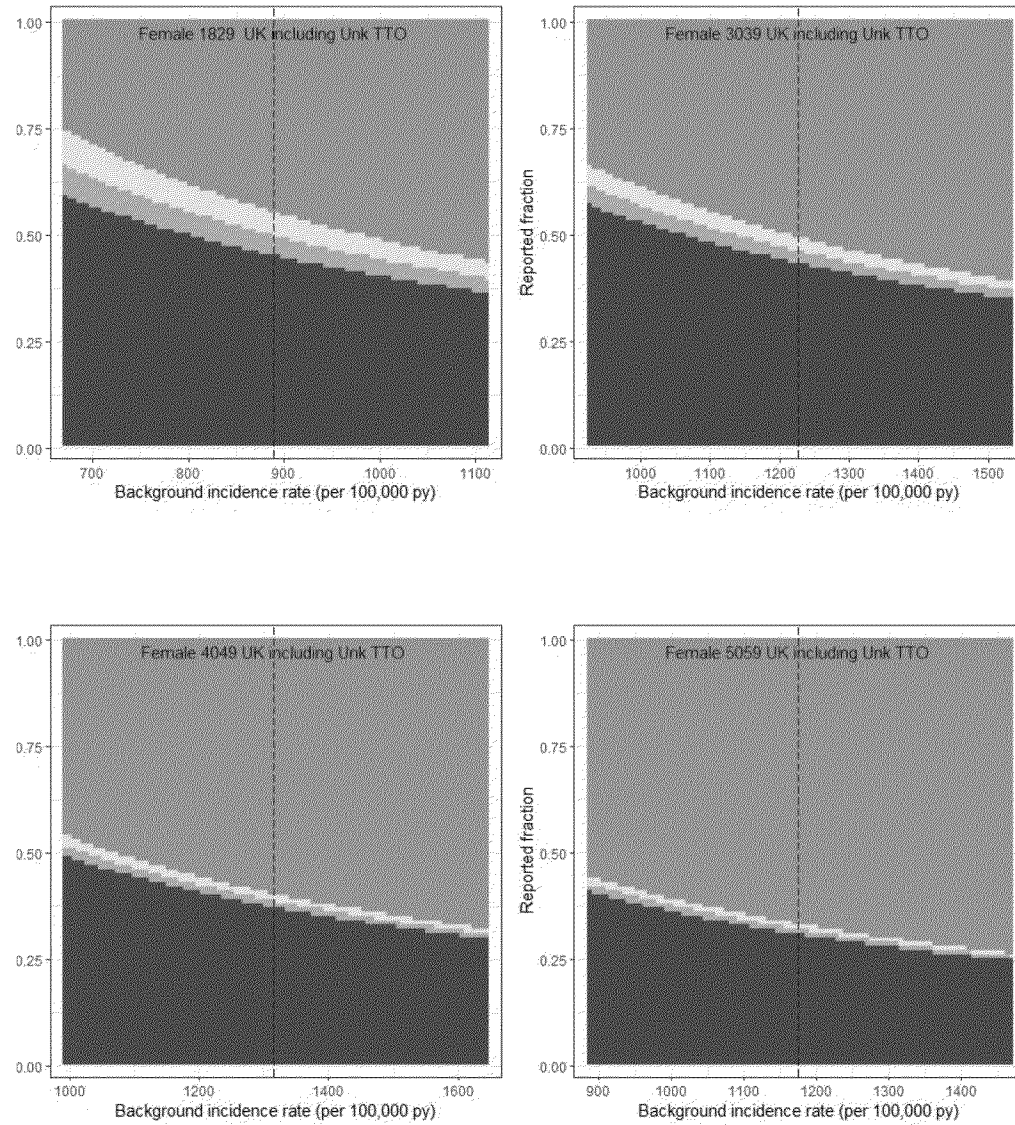 Female 1829 UK including Unk TTO
1.00
0.75
0.50
0.25
0.00
700 800 900 1000 1100
Background incidence rate (per 100,000 py)
Female 3039 UK including Unk TTO
Reported fraction
1.00
0.75
0.50
0.25
0.00
1000 1100 1200 1300 1400 1500
Background incidence rate (per 100,000 py)
Female 4049 UK including Unk TTO
1.00
0.75
0.50
0.25
0.00
1000 1200 1400 1600
Background incidence rate (per 100,000 py)
Female 5059 UK including Unk TTO
Reported fraction
1.00
0.75
0.50
0.25
0.00
900 1000 1100 1200 1300 1400
Background incidence rate (per 100,000 py)